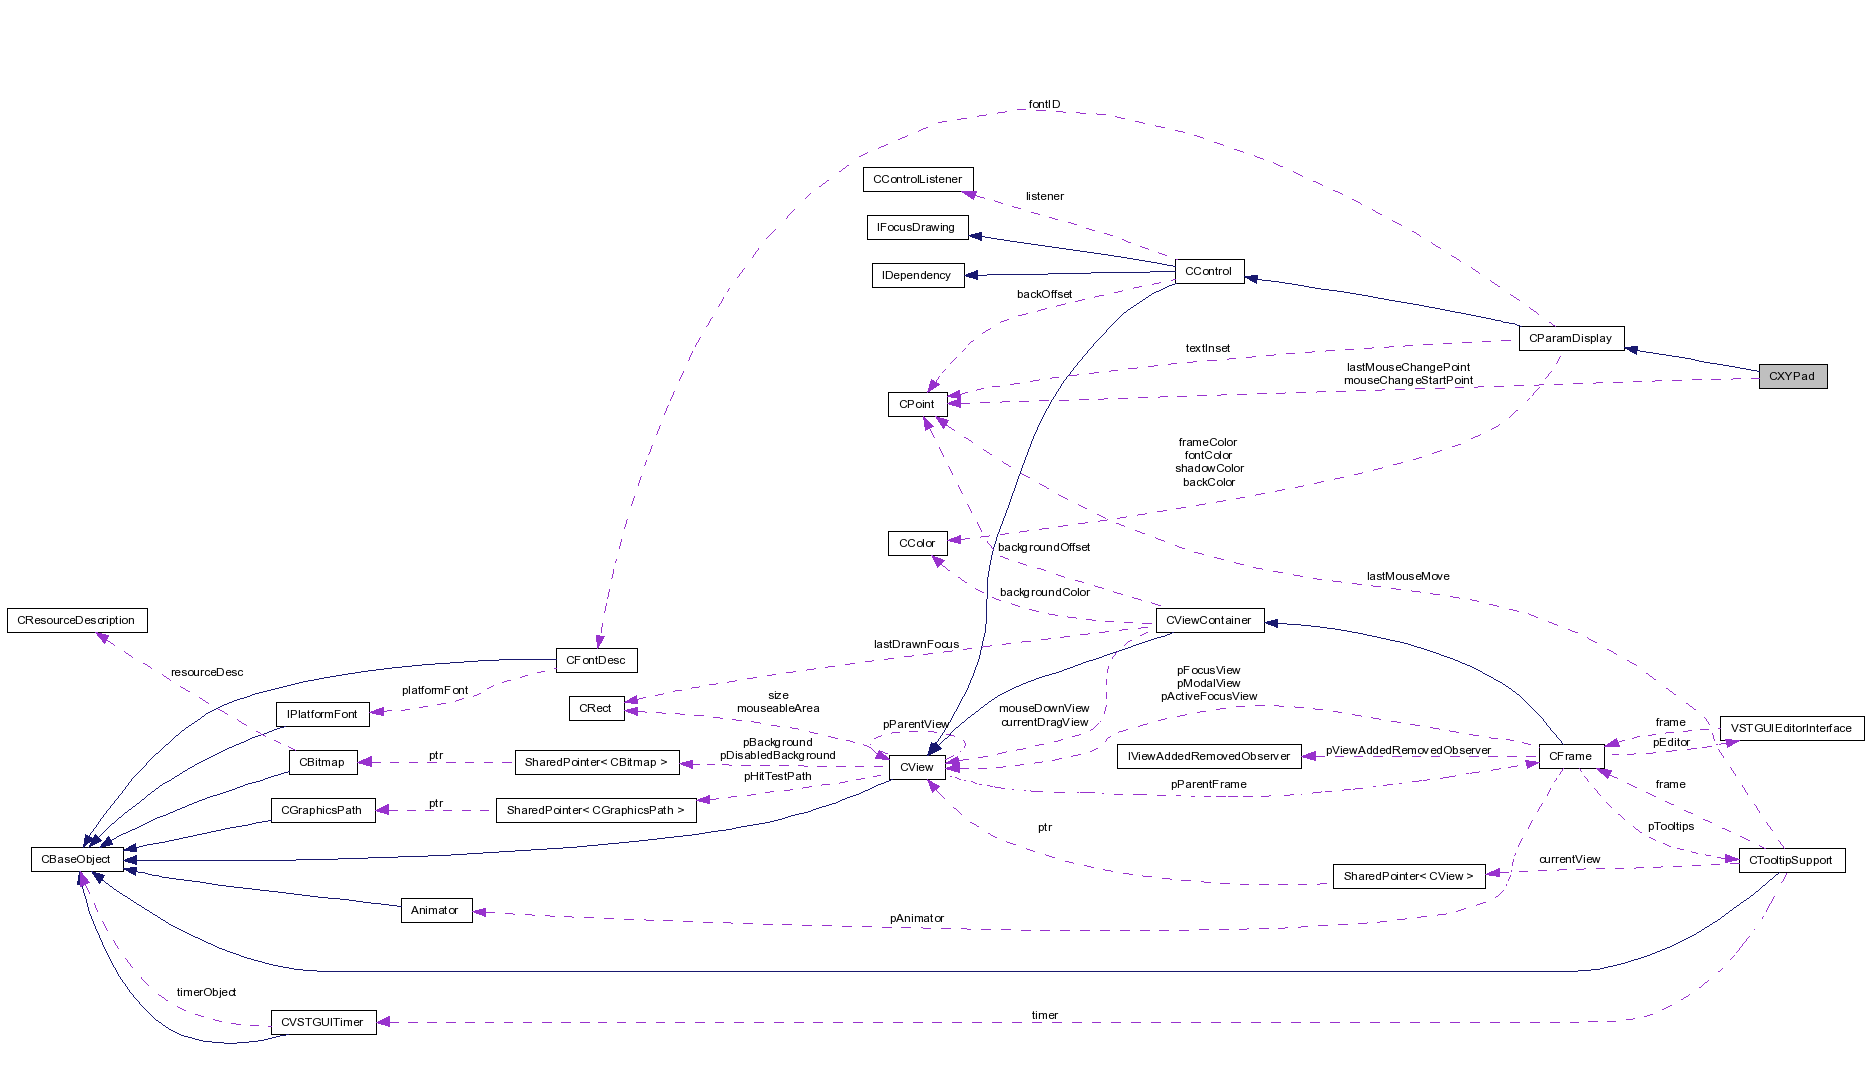 fontID
CControlListener
listener
IFocusDrawing
IDependency
CControl
backOffset
CParamDisplay
textInset
lastMouseChangePoint
mouseChangeStartPoint
CXYPad
CPoint
frameColor
fontColor
shadowColor
backColor
CColor
backgroundOffset
lastMouseMove
backgroundColor
CResourceDescription
CViewContainer
lastDrawnFocus
CFontDesc
resourceDesc
platformFont
pFocusView
pModalView
pActiveFocusView
size
mouseableArea
CRect
IPlatformFont
mouseDownView
currentDragView
pParentView
frame
VSTGUIEditorInterface
pEditor
pBackground
pDisabledBackground
IViewAddedRemovedObserver
pViewAddedRemovedObserver
CFrame
CBitmap
ptr
SharedPointer< CBitmap >
CView
pHitTestPath
pParentFrame
frame
CGraphicsPath
ptr
SharedPointer< CGraphicsPath >
ptr
pTooltips
CBaseObject
currentView
CTooltipSupport
SharedPointer< CView >
Animator
pAnimator
timerObject
CVSTGUITimer
timer